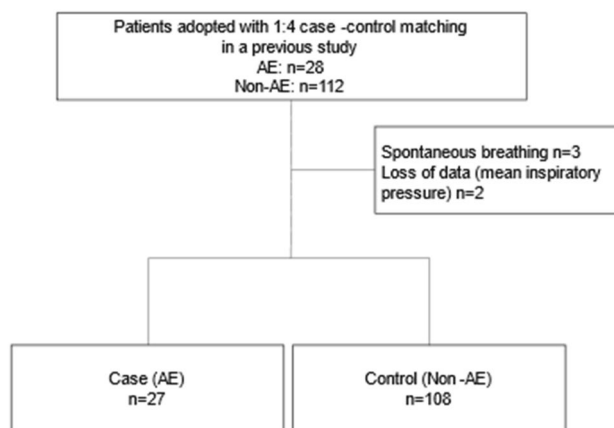 Patients adopted with 1:4 case -control matching
in a previous study
AE: n=28
Non-AE: n=112
Spontaneous breathing n=3
Loss of data (mean inspiratory
pressure) n=2
Case (AE)
n=27
Control (Non -AE)
n=108